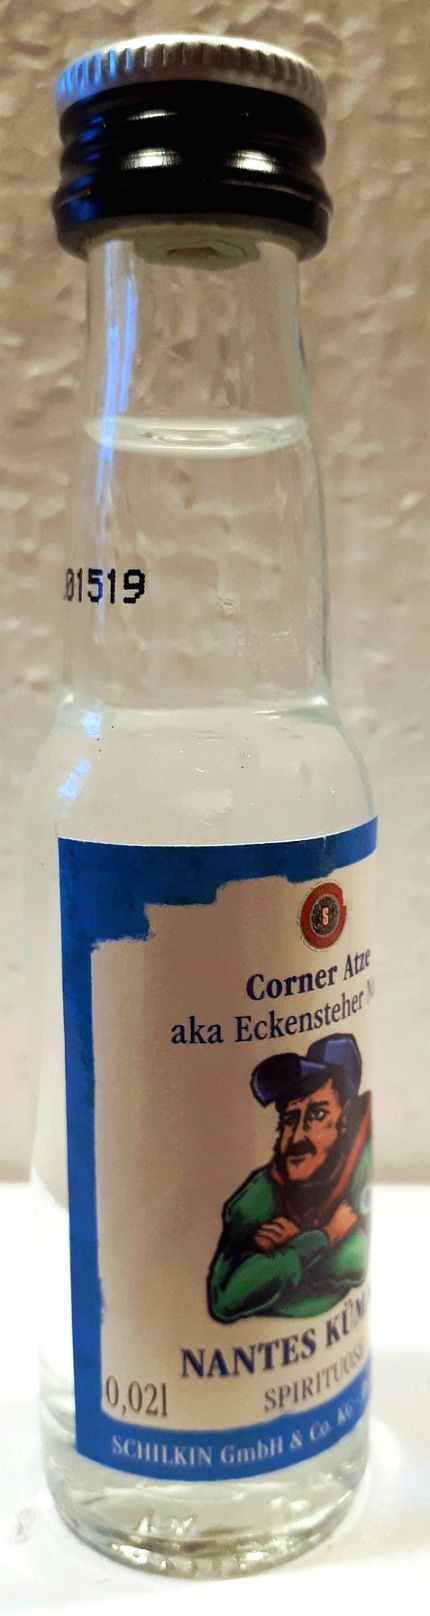 01519
S
Corner Atze
aka Eckensteher
NANTES
SPIRITUOSE
0,02l
SCHILKIN GmbH & Co. KG